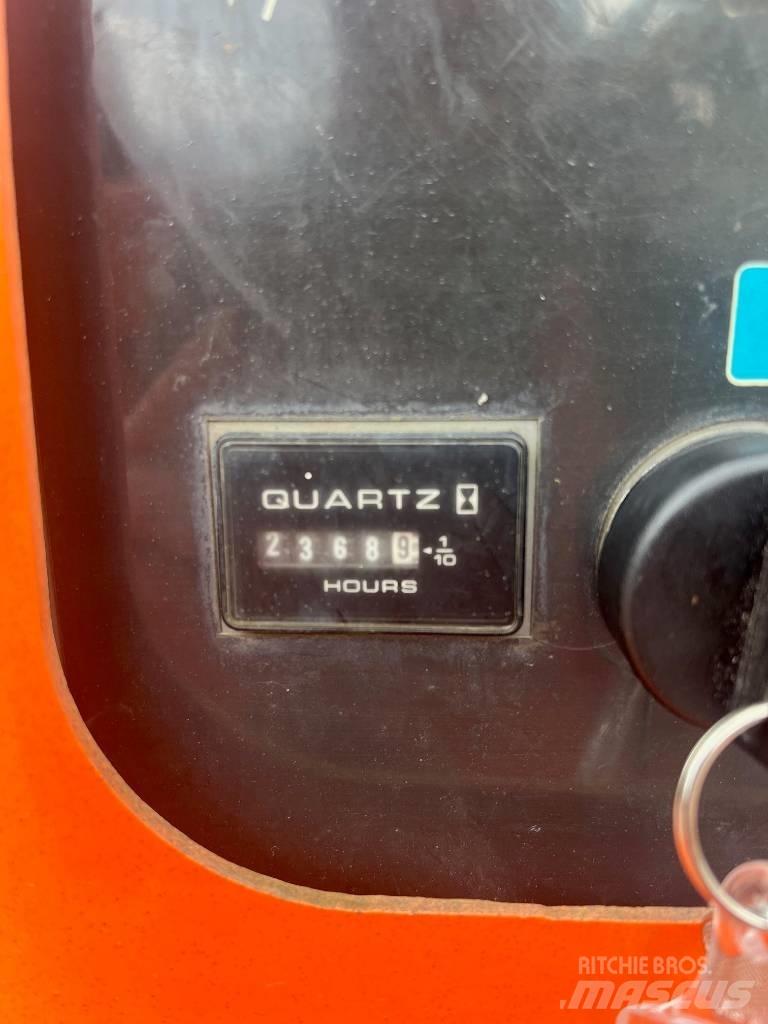 QUARTZ
23689 1/10
HOURS
RITCHIE BROS.
MASCUS